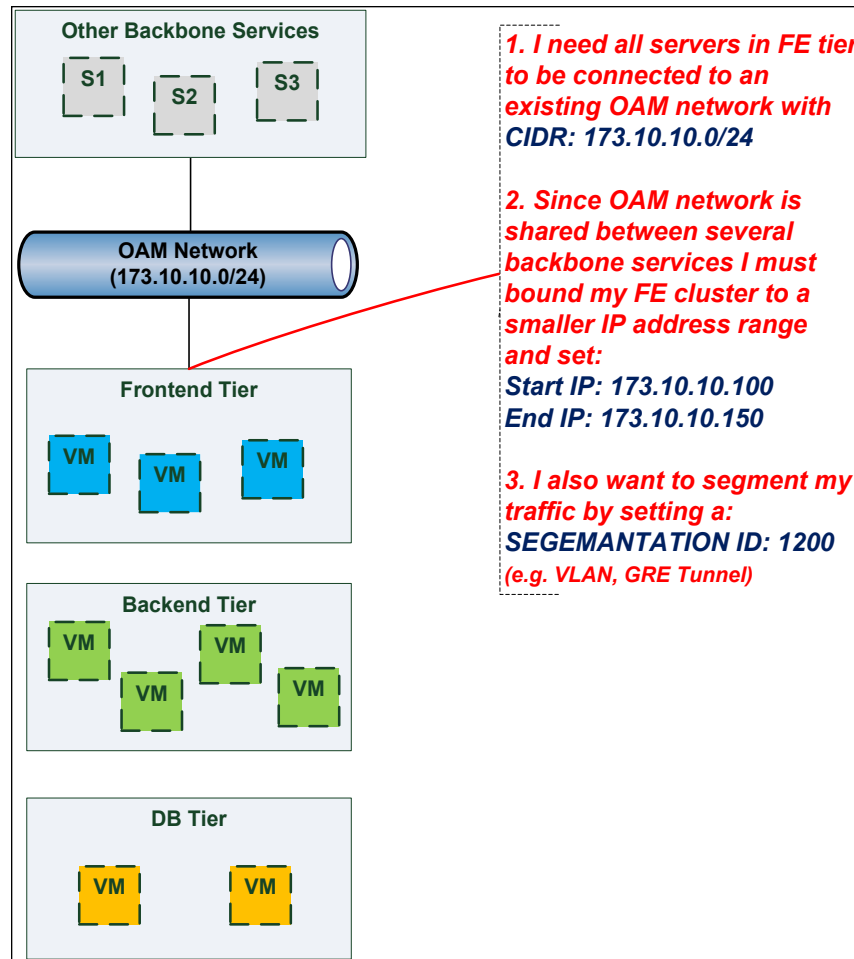 Other Backbone Services
S1
S2
S3
OAM Network
(173.10.10.0/24)
Frontend Tier
VM
VM
VM
Backend Tier
VM
VM
VM
VM
DB Tier
VM
VM
1. I need all servers in FE tier
to be connected to an
existing OAM network with
CIDR: 173.10.10.0/24
2. Since OAM network is
shared between several
backbone services I must
bound my FE cluster to a
smaller IP address range
and set:
Start IP: 173.10.10.100
End IP: 173.10.10.150
3. I also want to segment my
traffic by setting a:
SEGEMANTATION ID: 1200
(e.g. VLAN, GRE Tunnel)